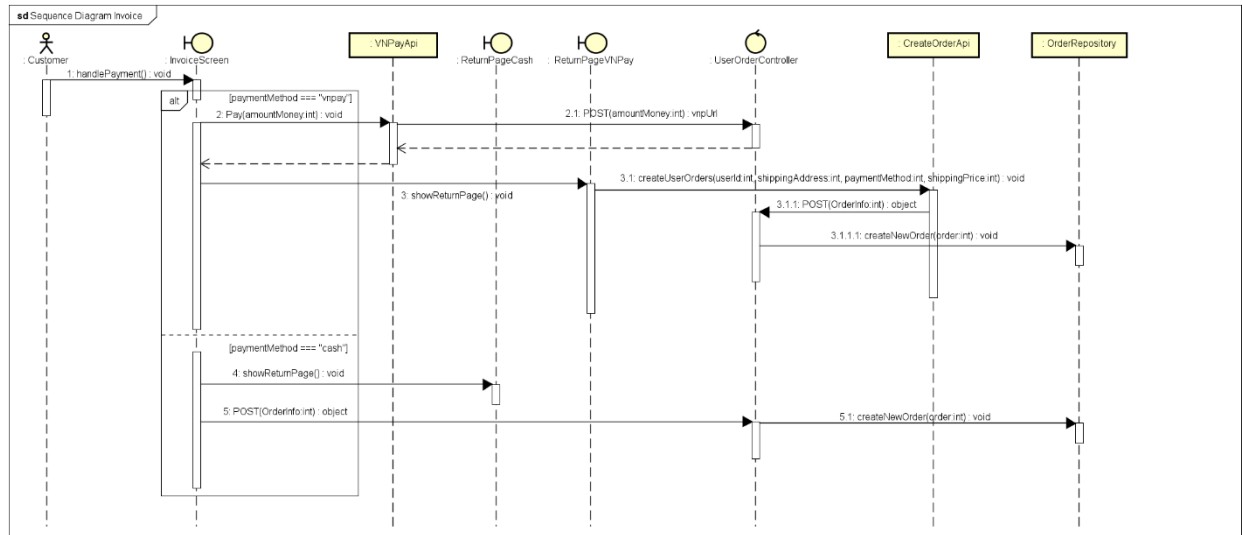 sd Sequence Diagram Invoice
: Customer
: InvoiceScreen
: VNPayApi
: ReturnPageCash
: ReturnPageVNPay
: UserOrderController
: CreateOrderApi
: OrderRepository
1: handlePayment() : void
alt
[paymentMethod === "vnpay"]
2: Pay(amountMoney:int) : void
2.1: POST(amountMoney:int) : vnpUrl
3: showReturnPage() : void
3.1: createUserOrders(userId:int, shippingAddress:int, paymentMethod:int, shippingPrice:int) : void
3.1.1: POST(OrderInfo:int) : object
3.1.1.1: createNewOrder(order:int) : void
[paymentMethod === "cash"]
4: showReturnPage() : void
5: POST(OrderInfo:int) : object
5.1: createNewOrder(order:int) : void